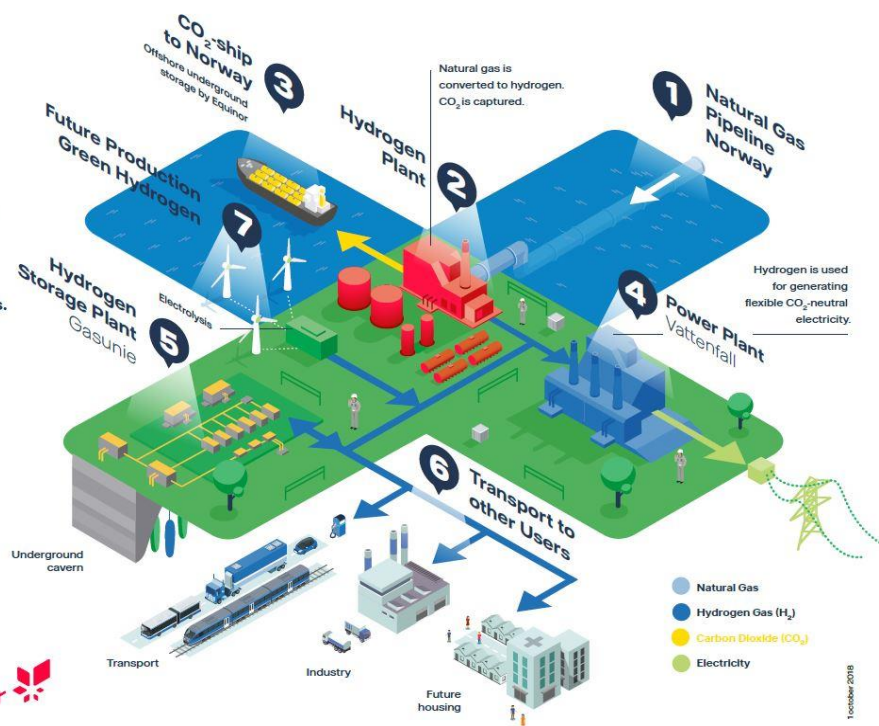 CO₂-ship
to Norway
Offshore underground
storage by Equinor
3
Natural gas is
converted to hydrogen.
CO₂ is captured.
1
Natural Gas
Pipeline
Norway
Hydrogen
Plant
2
Future Production
Green Hydrogen
7
Hydrogen
Storage Plant
Gasunie
5
Electrolysis
4
Power Plant
Vattenfall
Hydrogen is used
for generating
flexible CO₂-neutral
electricity.
6
Transport to
other Users
Underground
cavern
Transport
Industry
Future
housing
Natural Gas
Hydrogen Gas (H₂)
Carbon Dioxide (CO₂)
Electricity
1 october 2018